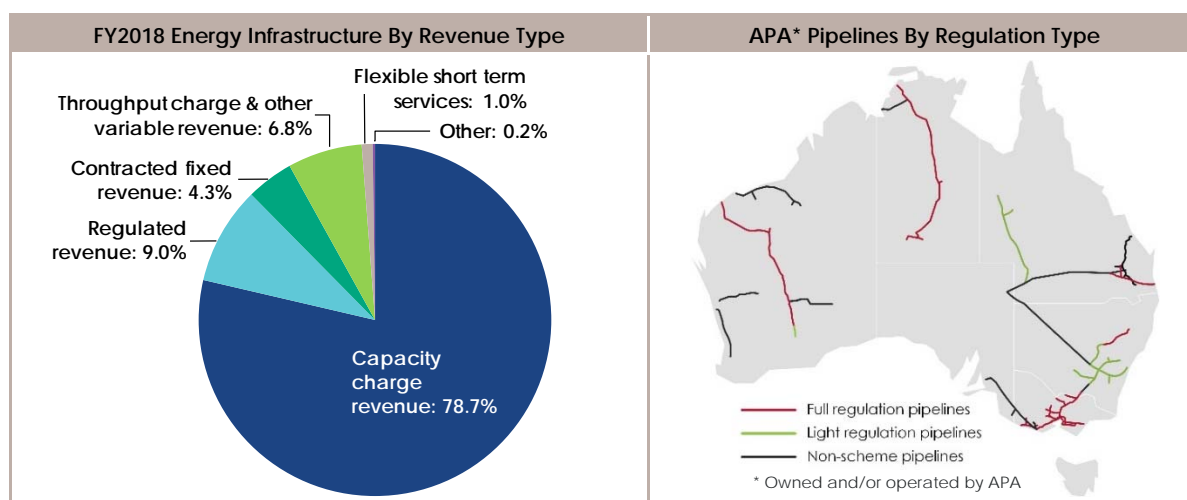 FY2018 Energy Infrastructure By Revenue Type
Flexible short term
services: 1.0%
Throughput charge & other
variable revenue: 6.8%
Other: 0.2%
Contracted fixed
revenue: 4.3%
Regulated
revenue: 9.0%
Capacity
charge
revenue: 78.7%
APA* Pipelines By Regulation Type
Full regulation pipelines
Light regulation pipelines
Non-scheme pipelines
* Owned and/or operated by APA